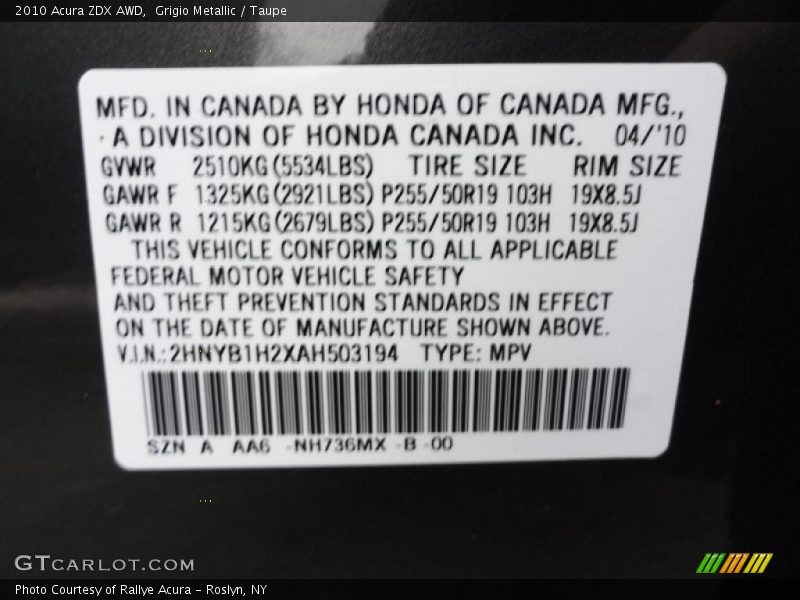 2010 Acura ZDX AWD,  Grigio Metallic / Taupe
MFD. IN CANADA BY HONDA OF CANADA MFG.,
A DIVISION OF HONDA CANADA INC. 04/'10
GVWR 2510KG(5534LBS) TIRE SIZE RIM SIZE
GAWR F 1325KG(2921LBS) P255/50R19 103H 19X8.5J
GAWR R 1215KG(2679LBS) P255/50R19 103H 19X8.5J
THIS VEHICLE CONFORMS TO ALL APPLICABLE
FEDERAL MOTOR VEHICLE SAFETY
AND THEFT PREVENTION STANDARDS IN EFFECT
ON THE DATE OF MANUFACTURE SHOWN ABOVE.
V.I.N.:2HNYB1H2XAH503194 TYPE: MPV
SZN A AA6 -NH736MX -B -00
GTCARLOT.COM
Photo Courtesy of Rallye Acura - Roslyn, NY